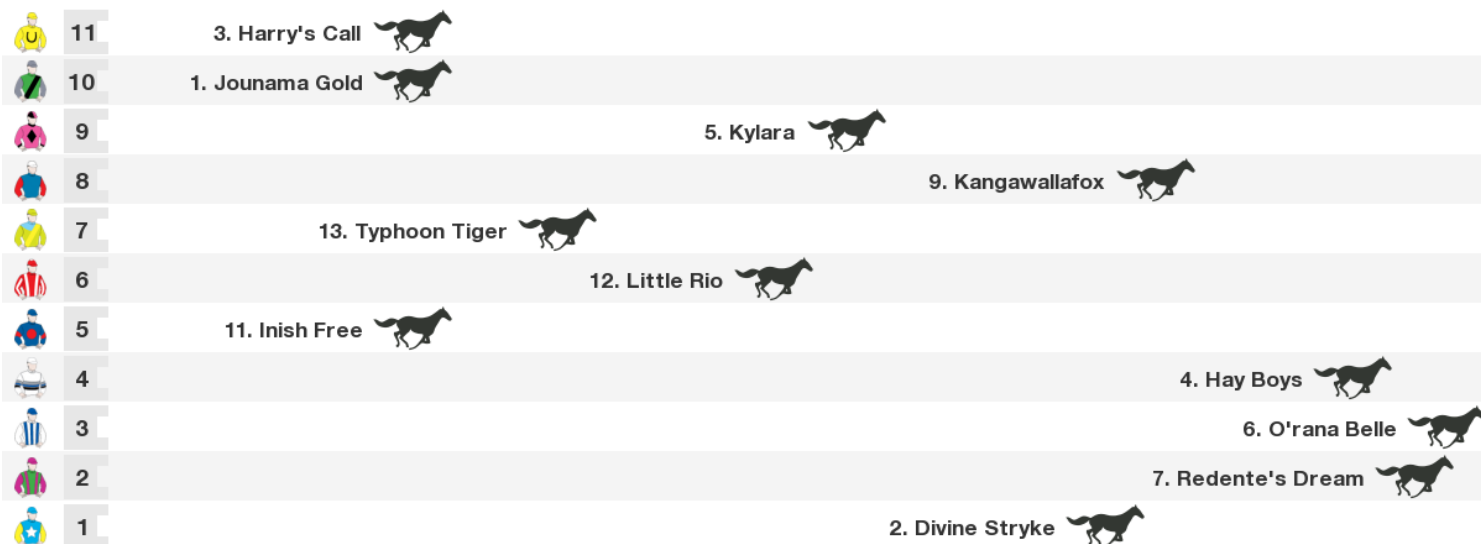 11 3. Harry's Call
10 1. Jounama Gold
9 5. Kylara
8 9. Kangawallafox
7 13. Typhoon Tiger
6 12. Little Rio
5 11. Inish Free
4 4. Hay Boys
3 6. O'rana Belle
2 7. Redente's Dream
1 2. Divine Stryke